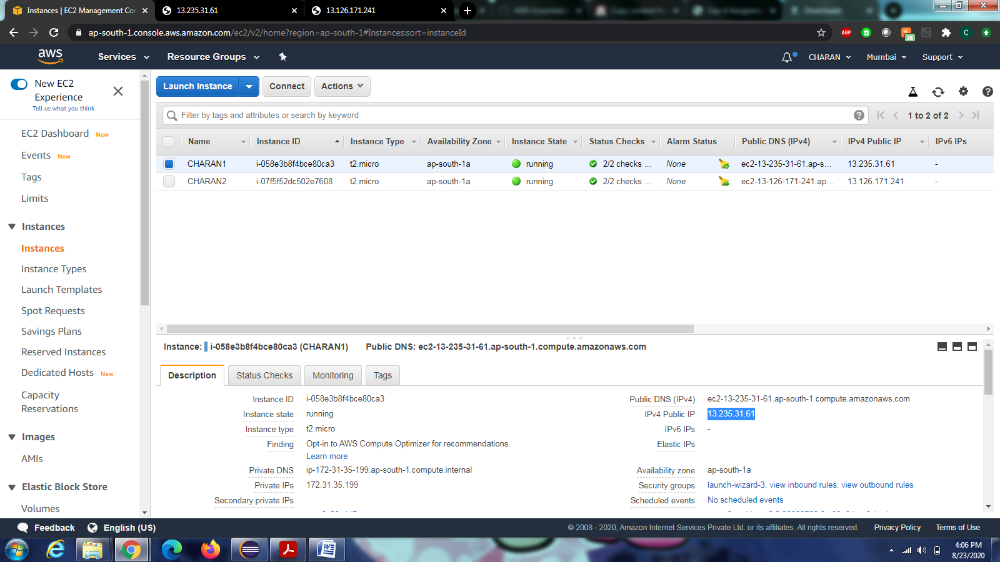 Instances | EC2 Management Con
13.235.31.61
13.126.171.241
ap-south-1.console.aws.amazon.com/ec2/v2/home?region=ap-south-1#Instances:sort=instanceId
ABP
38
C
aws
Services
Resource Groups
CHARAN
Mumbai
Support
New EC2 Experience
Tell us what you think
EC2 Dashboard New
Events New
Tags
Limits
Instances
Instances
Instance Types
Launch Templates
Spot Requests
Savings Plans
Reserved Instances
Dedicated Hosts New
Capacity Reservations
Images
AMIs
Elastic Block Store
Volumes
Launch Instance
Connect
Actions
Filter by tags and attributes or search by keyword
1 to 2 of 2
Name Instance ID Instance Type Availability Zone Instance State Status Checks Alarm Status Public DNS (IPv4) IPv4 Public IP IPv6 IPs
CHARAN1 i-058e3b8f4bce80ca3 t2.micro ap-south-1a running 2/2 checks ... None ec2-13-235-31-61.ap-s... 13.235.31.61 -
CHARAN2 i-07f5f52dc502e7608 t2.micro ap-south-1a running 2/2 checks ... None ec2-13-126-171-241.ap... 13.126.171.241 -
Instance: i-058e3b8f4bce80ca3 (CHARAN1) Public DNS: ec2-13-235-31-61.ap-south-1.compute.amazonaws.com
Description
Status Checks
Monitoring
Tags
Instance ID i-058e3b8f4bce80ca3
Instance state running
Instance type t2.micro
Finding Opt-in to AWS Compute Optimizer for recommendations.
Learn more
Private DNS ip-172-31-35-199.ap-south-1.compute.internal
Private IPs 172.31.35.199
Secondary private IPs
Public DNS (IPv4) ec2-13-235-31-61.ap-south-1.compute.amazonaws.com
IPv4 Public IP 13.235.31.61
IPv6 IPs -
Elastic IPs
Availability zone ap-south-1a
Security groups launch-wizard-3. view inbound rules. view outbound rules
Scheduled events No scheduled events
Feedback
English (US)
© 2008 - 2020, Amazon Internet Services Private Ltd. or its affiliates. All rights reserved.
Privacy Policy
Terms of Use
4:06 PM
8/23/2020